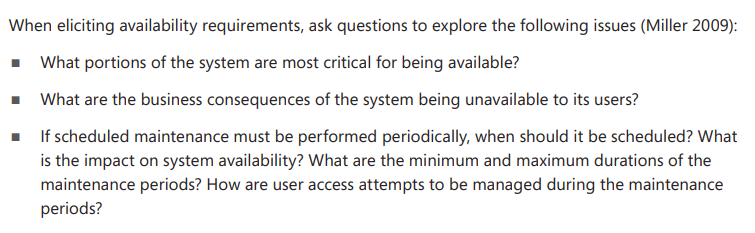 When eliciting availability requirements, ask questions to explore the following issues (Miller 2009):
■ What portions of the system are most critical for being available?
■ What are the business consequences of the system being unavailable to its users?
■ If scheduled maintenance must be performed periodically, when should it be scheduled? What
is the impact on system availability? What are the minimum and maximum durations of the
maintenance periods? How are user access attempts to be managed during the maintenance
periods?